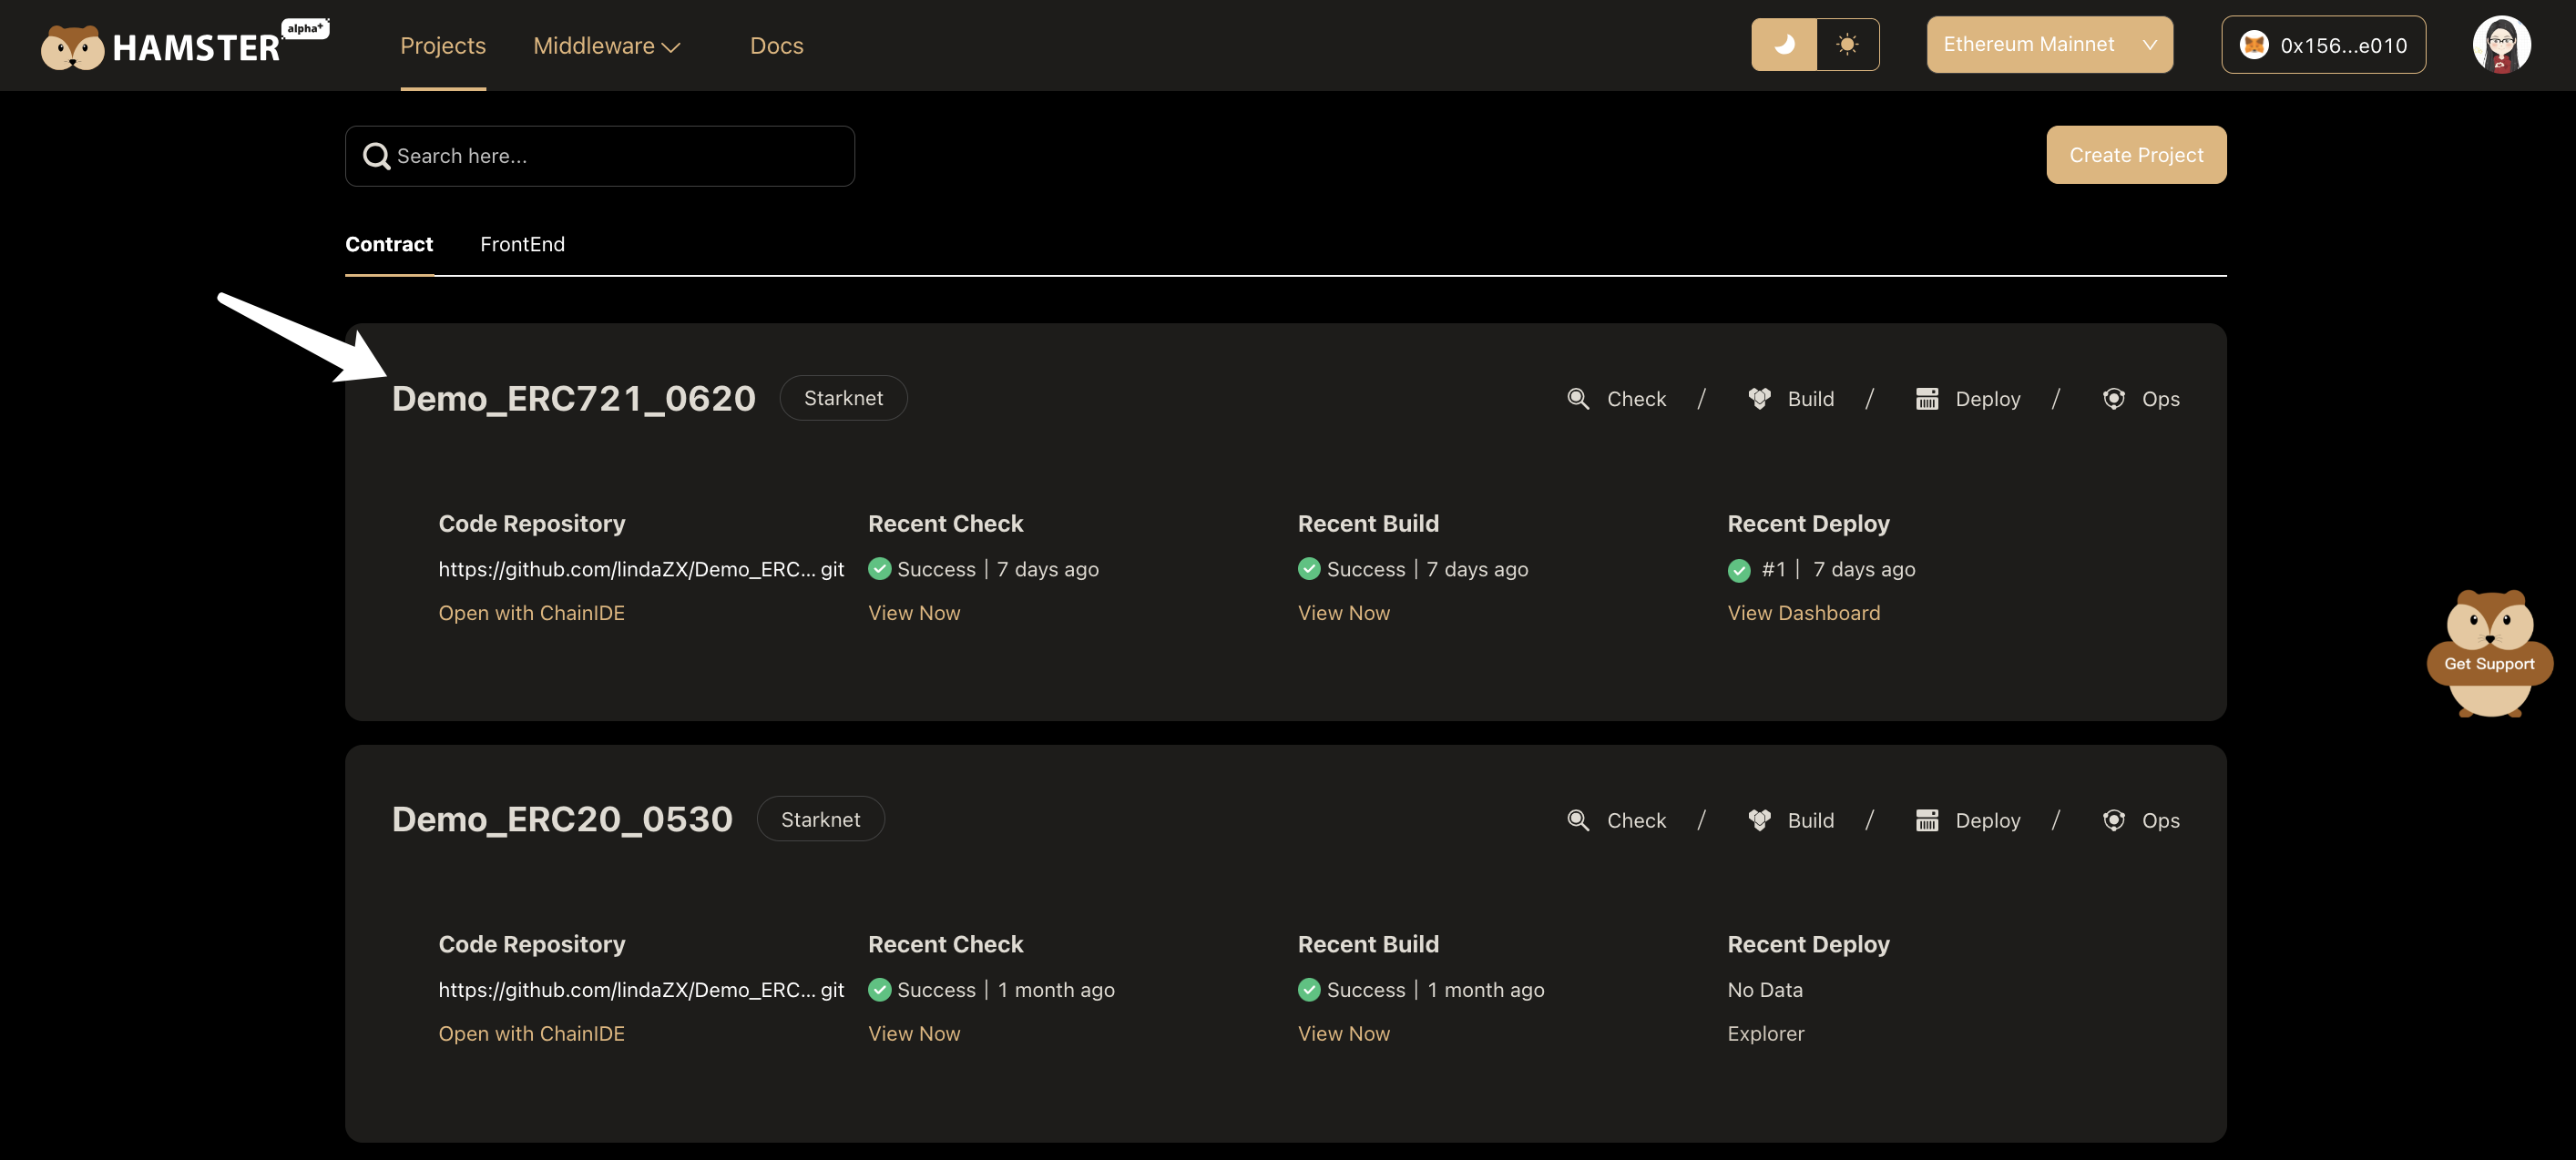 HAMSTER alpha+ Projects Middleware Docs Ethereum Mainnet 0x156...e010
Search here... Create Project
Contract FrontEnd
Demo_ERC721_0620 Starknet Check / Build / Deploy / Ops
Code Repository Recent Check Recent Build Recent Deploy
https://github.com/lindaZX/Demo_ERC... git Success | 7 days ago Success | 7 days ago #1 | 7 days ago
Open with ChainIDE View Now View Now View Dashboard
Get Support
Demo_ERC20_0530 Starknet Check / Build / Deploy / Ops
Code Repository Recent Check Recent Build Recent Deploy
https://github.com/lindaZX/Demo_ERC... git Success | 1 month ago Success | 1 month ago No Data
Open with ChainIDE View Now View Now Explorer